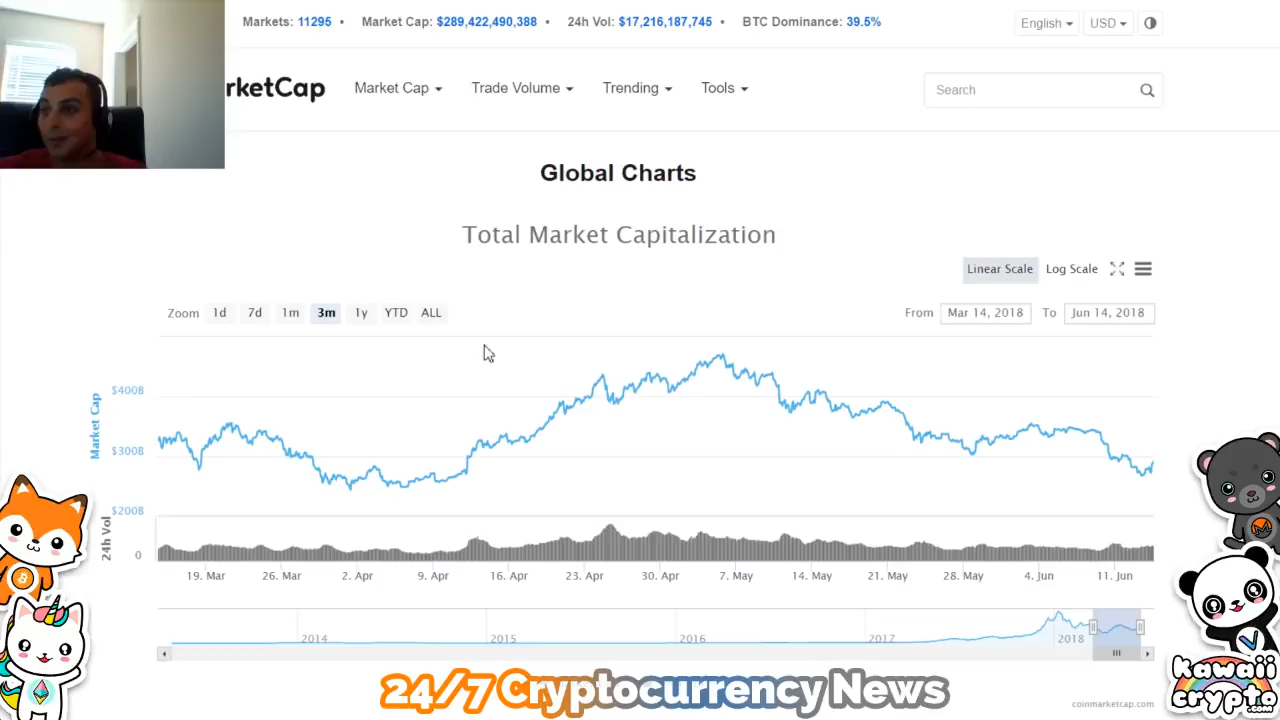 Markets: 11295 • Market Cap: $289,422,490,388 • 24h Vol: $17,216,187,745 • BTC Dominance: 39.5%
English USD
rketCap Market Cap Trade Volume Trending Tools
Search
Global Charts
Total Market Capitalization
Linear Scale Log Scale
Zoom 1d 7d 1m 3m 1y YTD ALL
From Mar 14, 2018 To Jun 14, 2018
$400B
Market Cap
$300B
$200B
24h Vol
0
19. Mar 26. Mar 2. Apr 9. Apr 16. Apr 23. Apr 30. Apr 7. May 14. May 21. May 28. May 4. Jun 11. Jun
2014 2015 2016 2017 2018
24/7 Cryptocurrency News
coinmarketcap.com
kawaii
crypto
.com